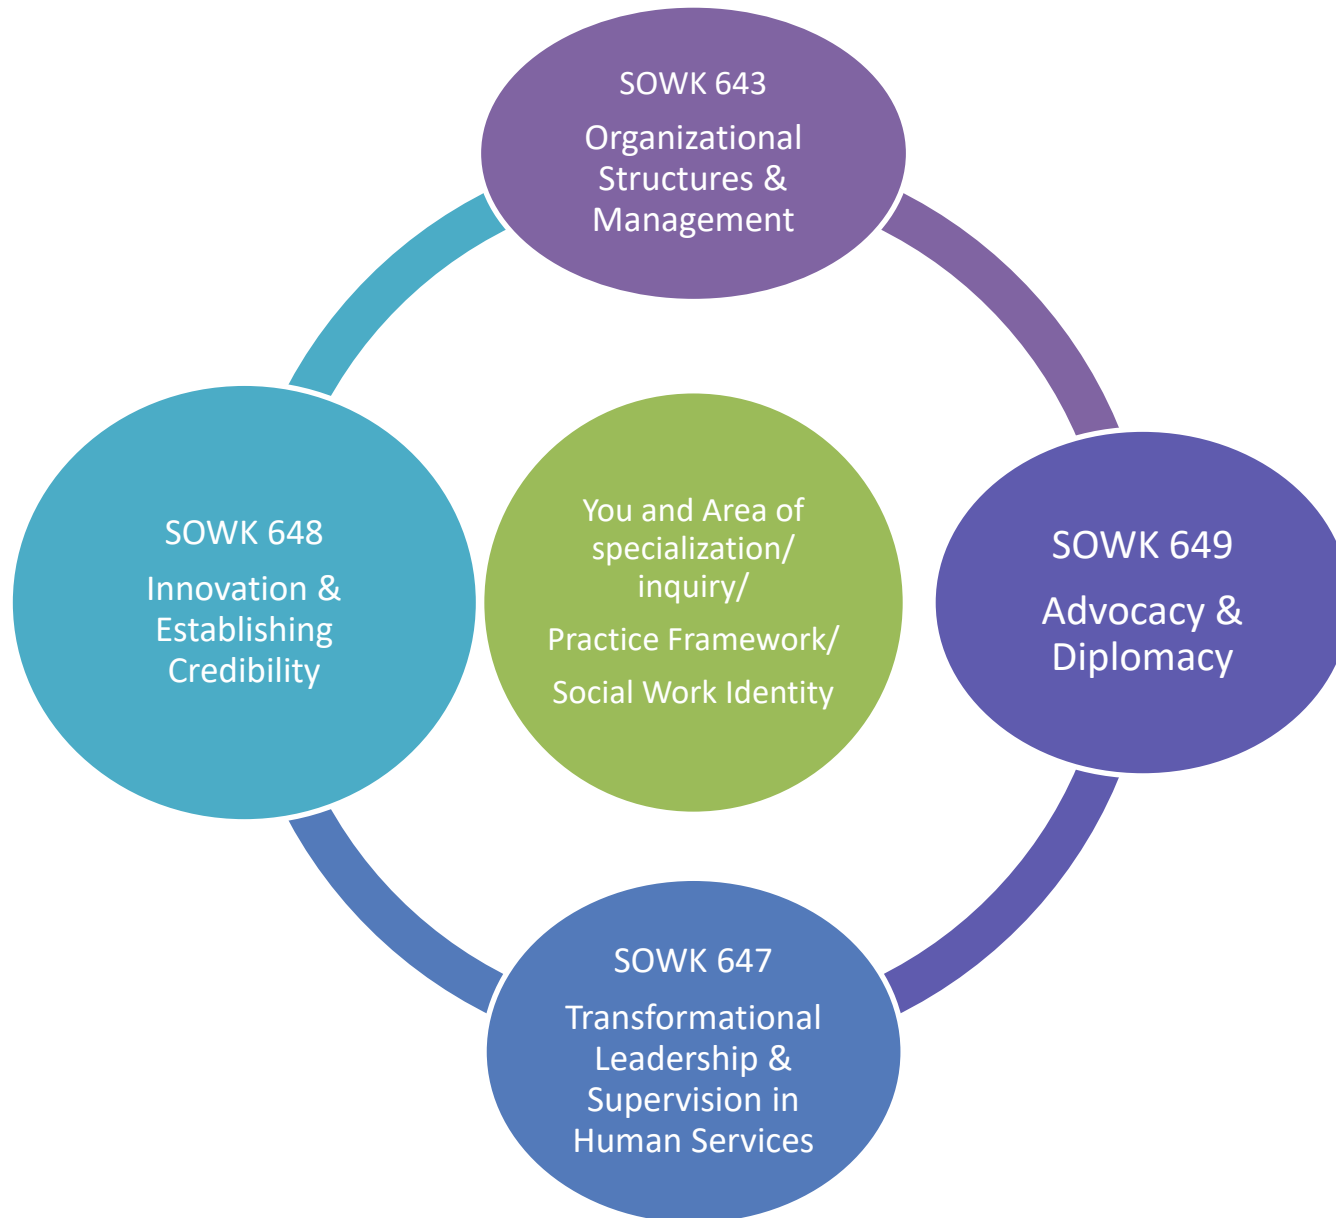 SOWK 643
Organizational
Structures &
Management
SOWK 648
Innovation &
Establishing
Credibility
You and Area of
specialization/
inquiry/
Practice Framework/
Social Work Identity
SOWK 649
Advocacy &
Diplomacy
SOWK 647
Transformational
Leadership &
Supervision in
Human Services